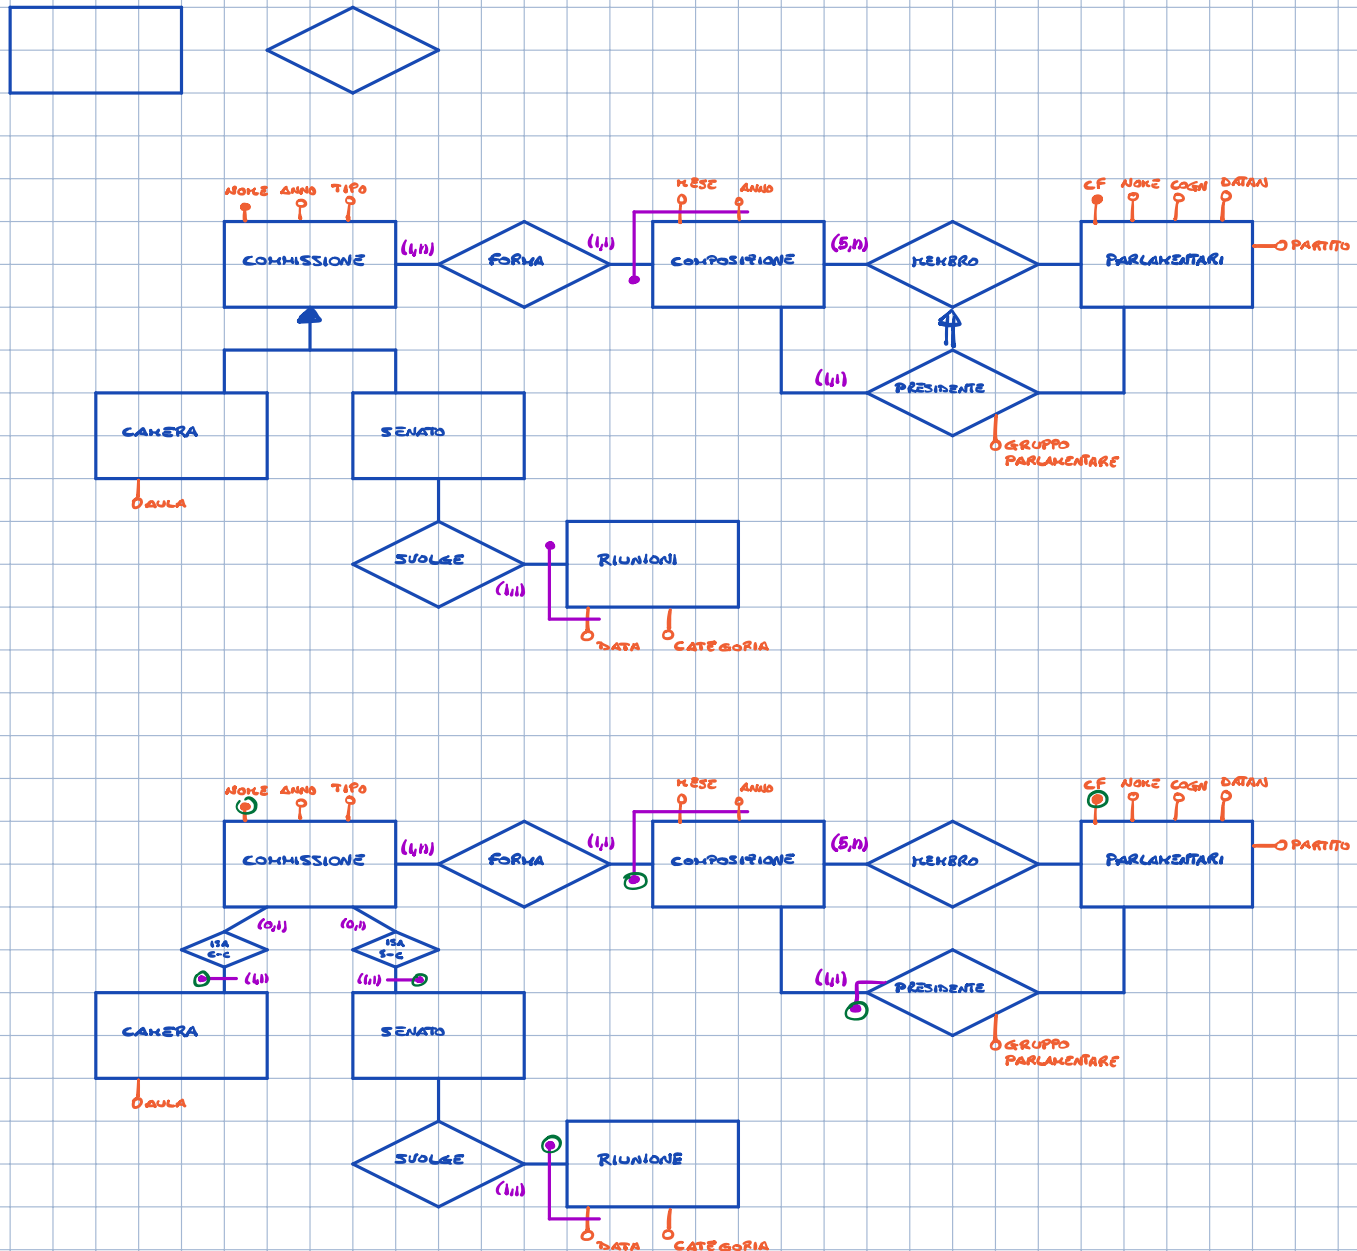 NOME ANNO TIPO
MESE ANNO
CF NOME COGN DATAN
COMMISSIONE (1,n) FORMA (1,1) COMPOSIZIONE (5,n) MEMBRO PARLAMENTARI PARTITO
(1,1) PRESIDENTE
CAMERA SENATO
GRUPPO
PARLAMENTARE
AULA
SVOLGE (1,1) RIUNIONI
DATA CATEGORIA
NOME ANNO TIPO
MESE ANNO
CF NOME COGN DATAN
COMMISSIONE (1,n) FORMA (1,1) COMPOSIZIONE (5,n) MEMBRO PARLAMENTARI PARTITO
(0,1) (0,1)
ISA
C-C
ISA
S-C
(1,1) (1,1)
(1,1) PRESIDENTE
CAMERA SENATO
GRUPPO
PARLAMENTARE
AULA
SVOLGE (1,1) RIUNIONE
DATA CATEGORIA